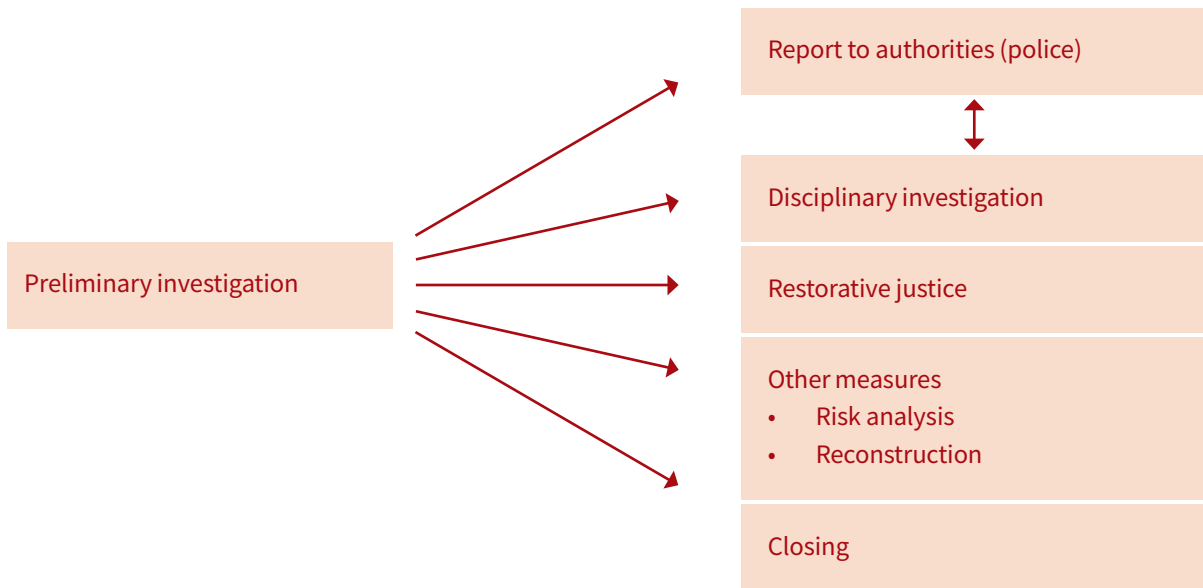 Report to authorities (police)
Disciplinary investigation
Preliminary investigation
Restorative justice
Other measures
• Risk analysis
• Reconstruction
Closing